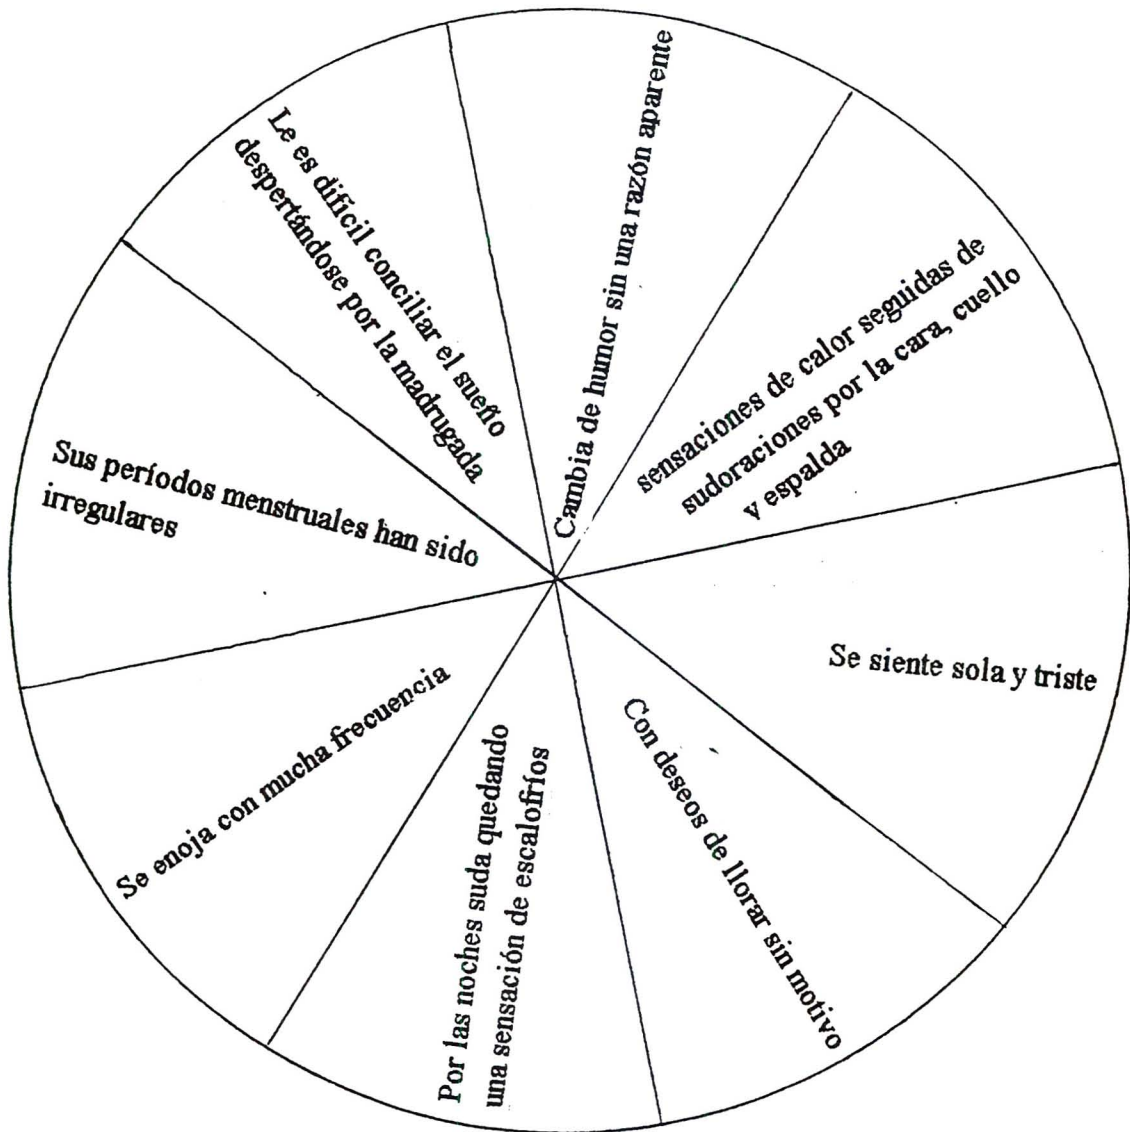 Cambia de humor sin una razón aparente
sensaciones de calor seguidas de
sudoraciones por la cara, cuello
y espalda
Se siente sola y triste
Con deseos de llorar sin motivo
Por las noches suda quedando
una sensación de escalofríos
Se enoja con mucha frecuencia
Sus períodos menstruales han sido
irregulares
Le es difícil conciliar el sueño
despertándose por la madrugada